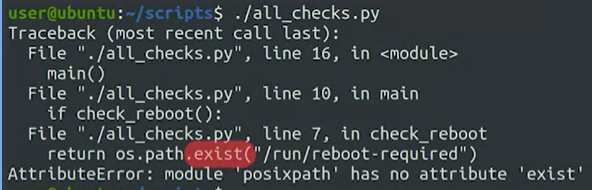 user@ubuntu:~/scripts$ ./all_checks.py
Traceback (most recent call last):
  File "./all_checks.py", line 16, in <module>
    main()
  File "./all_checks.py", line 10, in main
    if check_reboot():
  File "./all_checks.py", line 7, in check_reboot
    return os.path.exist("/run/reboot-required")
AttributeError: module 'posixpath' has no attribute 'exist'